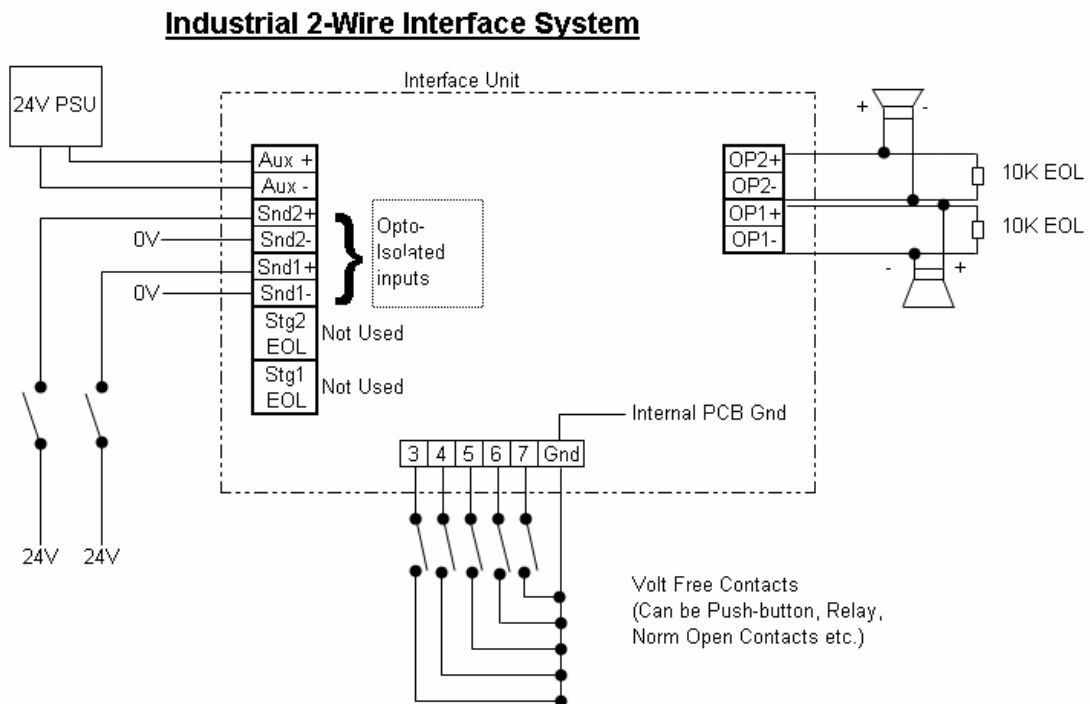 Industrial 2-Wire Interface System
Interface Unit
24V PSU
Aux +
Aux -
Snd2+
Snd2-
Snd1+
Snd1-
Stg2
EOL
Stg1
EOL
0V
0V
Opto-
Isolated
inputs
Not Used
Not Used
24V 24V
OP2+
OP2-
OP1+
OP1-
+ -
10K EOL
10K EOL
- +
Internal PCB Gnd
3 4 5 6 7 Gnd
Volt Free Contacts
(Can be Push-button, Relay,
Norm Open Contacts etc.)